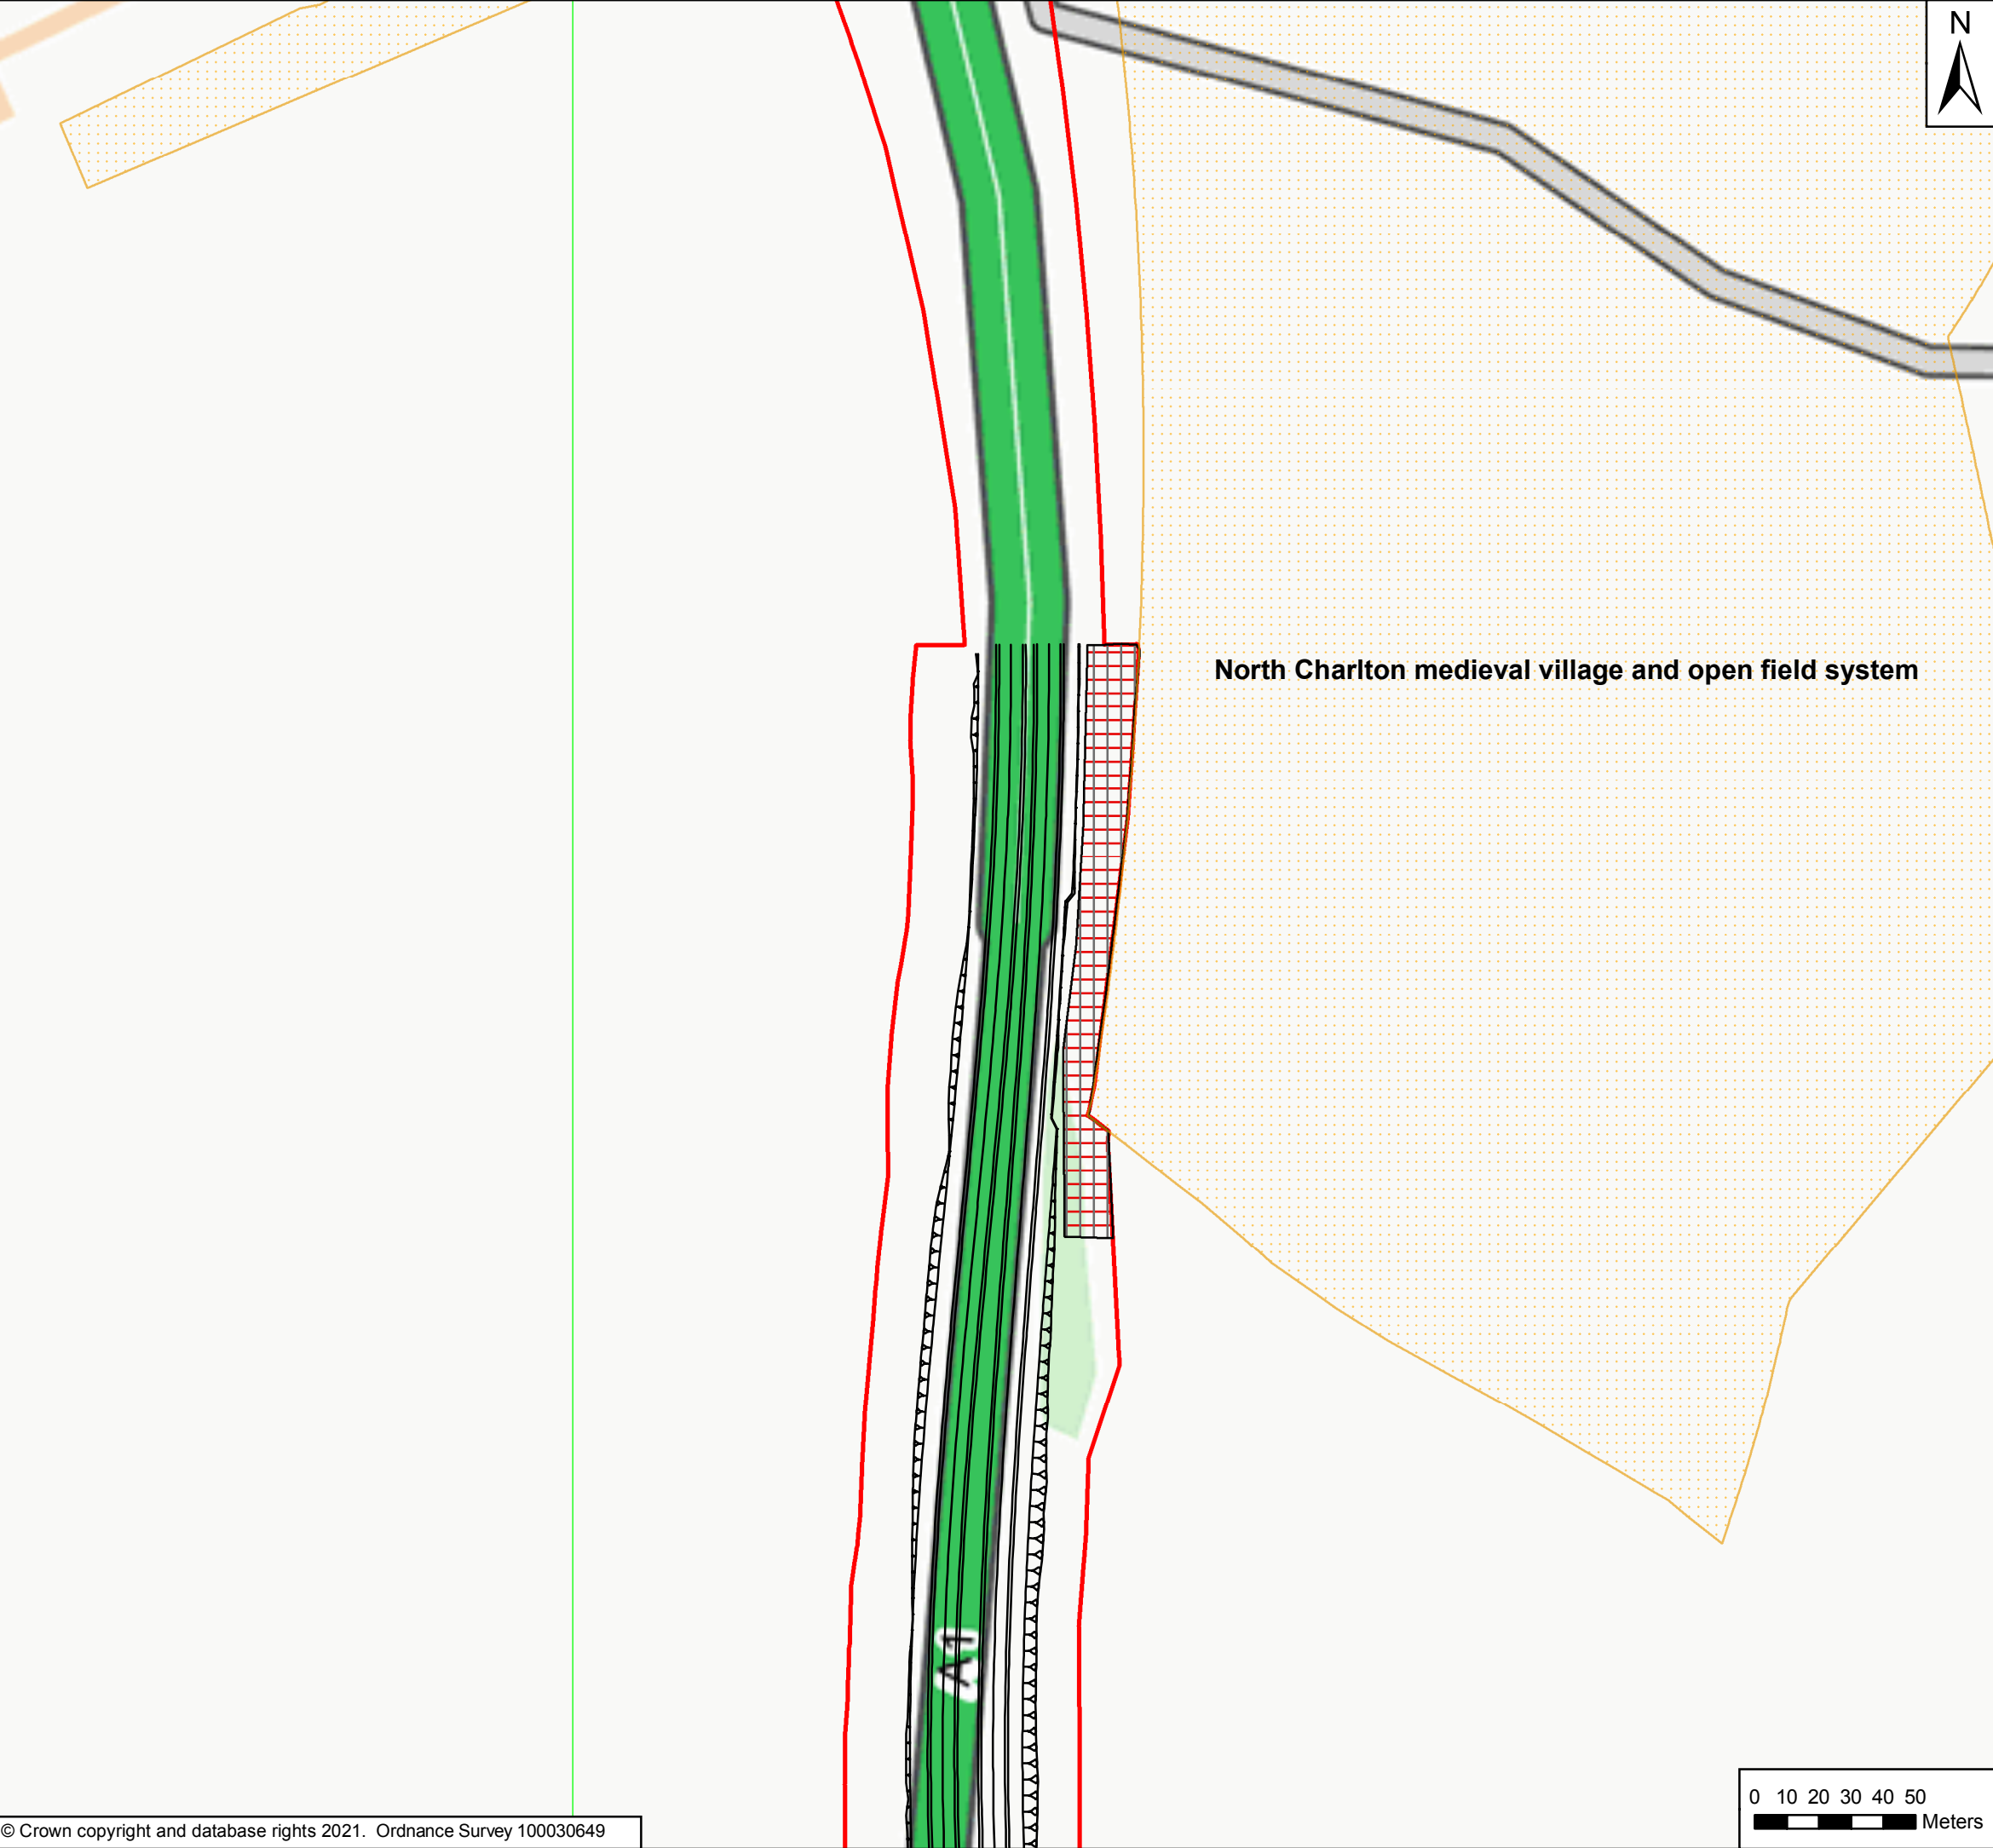 N
North Charlton medieval village and open field system
A1
0 10 20 30 40 50
Meters
© Crown copyright and database rights 2021. Ordnance Survey 100030649